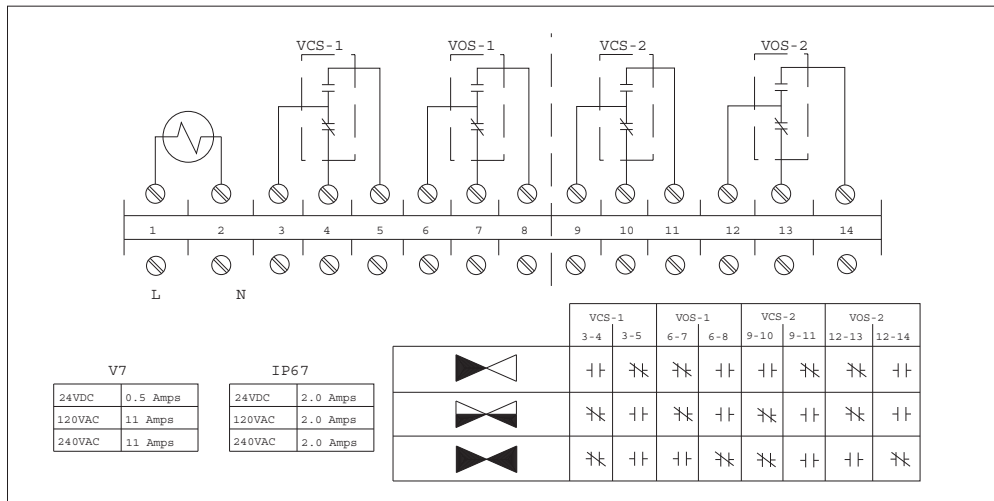 VCS-1 VOS-1 VCS-2 VOS-2
1 2 3 4 5 6 7 8 9 10 11 12 13 14
L N
VCS-1 VOS-1 VCS-2 VOS-2
3-4 3-5 6-7 6-8 9-10 9-11 12-13 12-14
V7
24VDC 0.5 Amps
120VAC 11 Amps
240VAC 11 Amps
IP67
24VDC 2.0 Amps
120VAC 2.0 Amps
240VAC 2.0 Amps